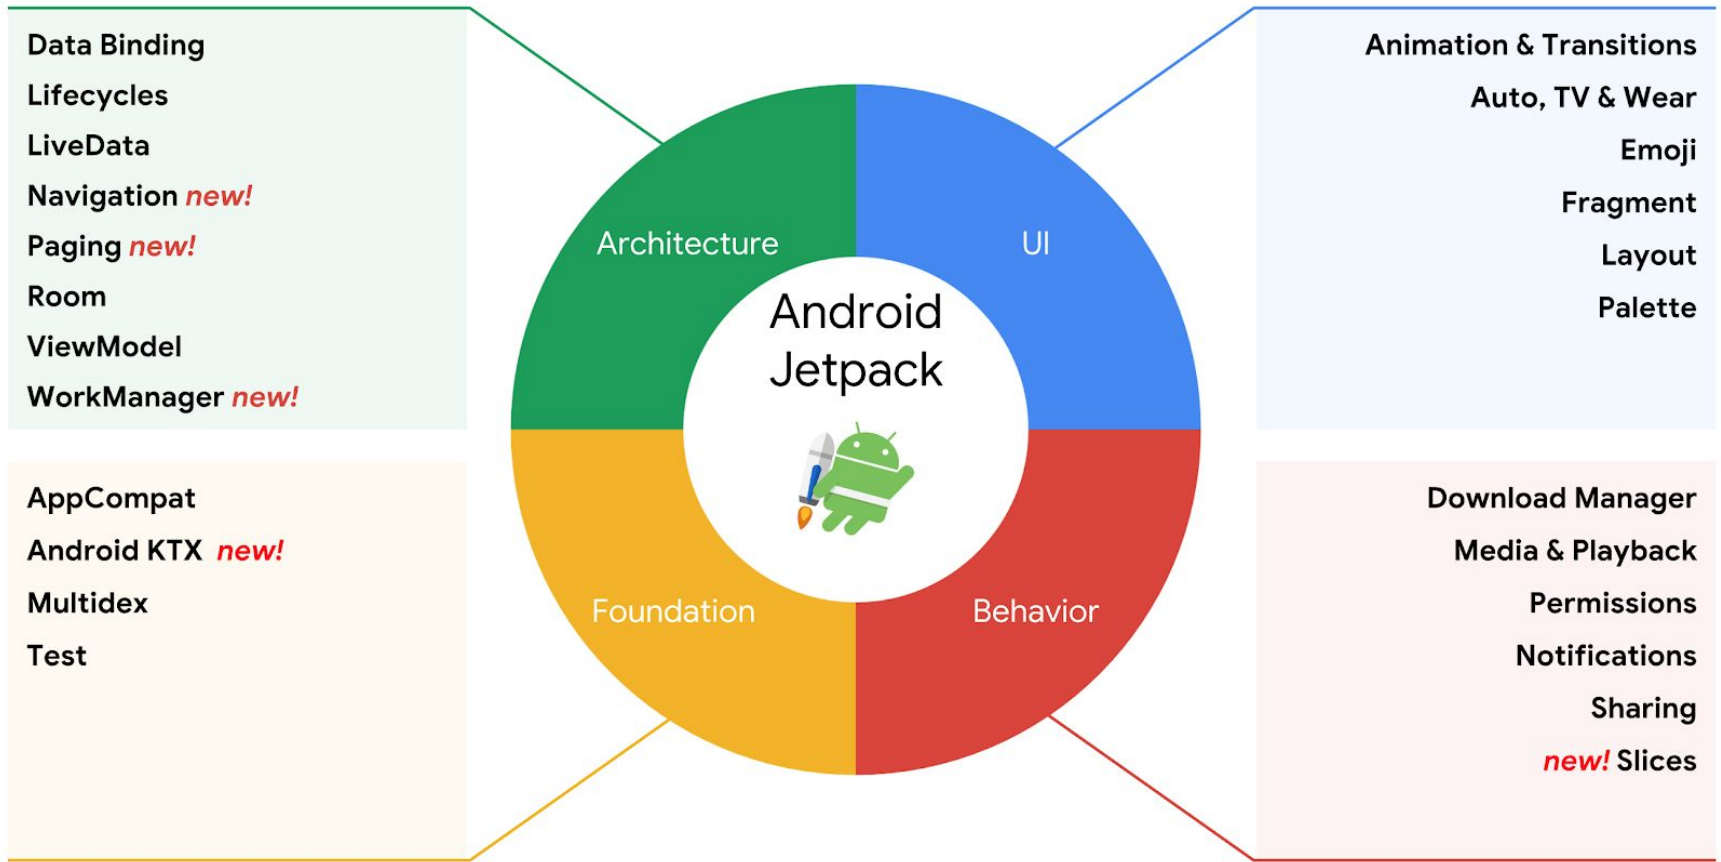 Data Binding
Lifecycles
LiveData
Navigation new!
Paging new!
Room
ViewModel
WorkManager new!
Animation & Transitions
Auto, TV & Wear
Emoji
Fragment
Layout
Palette
Architecture
UI
Android
Jetpack
Foundation
Behavior
AppCompat
Android KTX new!
Multidex
Test
Download Manager
Media & Playback
Permissions
Notifications
Sharing
new! Slices